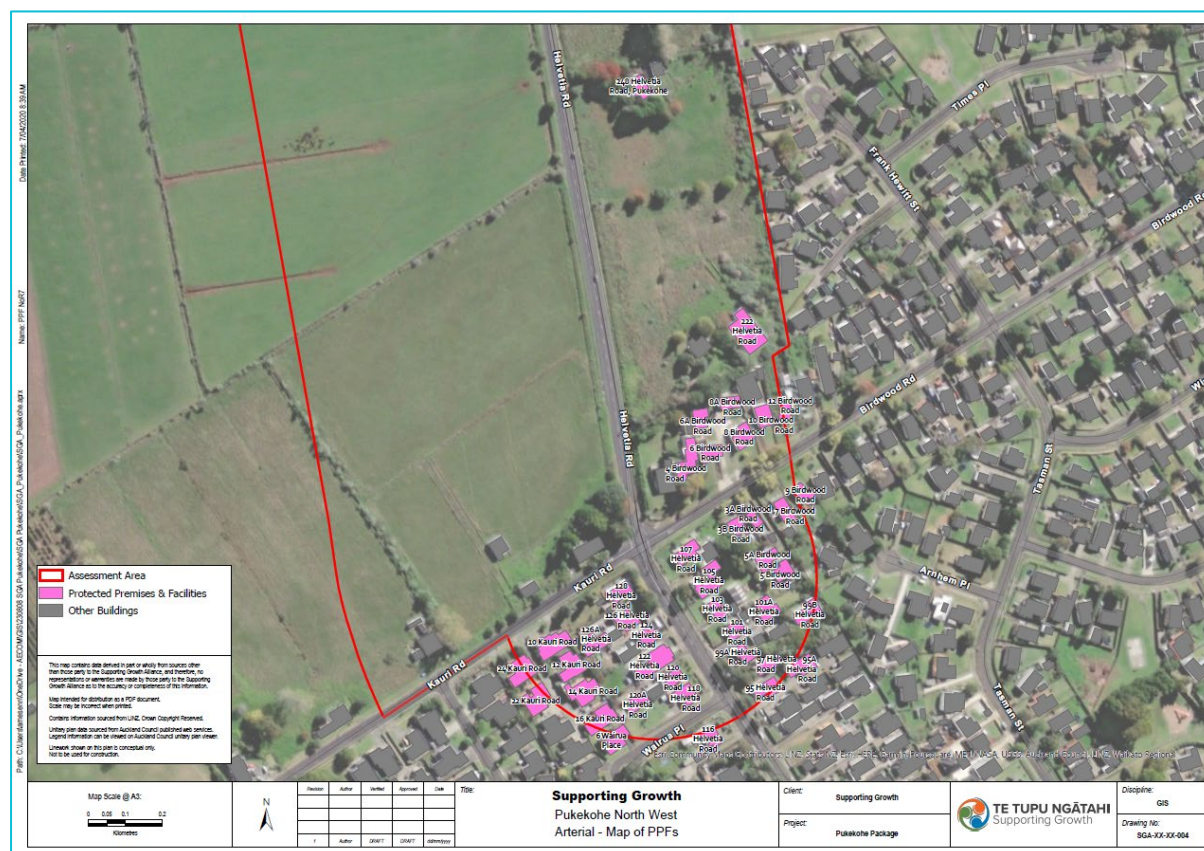 Date Printed: 7/04/2020 8:39 AM
Name: PPF NoR7
Helvetia Rd
248 Helvetia
Road, Pukekohe
Times Pl
Frank Hewitt St
Birdwood Rd
222
Helvetia
Road
Birdwood Rd
8A Birdwood
Road
12 Birdwood
Road
6A Birdwood
Road
10 Birdwood
Road
8 Birdwood
Road
6 Birdwood
Road
4 Birdwood
Road
Helvetia Rd
Tasman St
9 Birdwood
Road
7 Birdwood
Road
3A Birdwood
Road
3B Birdwood
Road
5A Birdwood
Road
5 Birdwood
Road
Arnhem Pl
107
Helvetia
Road
105
Helvetia
Road
103
Helvetia
Road
101A
Helvetia
Road
99B
Helvetia
Road
101
Helvetia
Road
99A Helvetia
Road
97 Helvetia
Road
95A
Helvetia
Road
95 Helvetia
Road
Kauri Rd
128
Helvetia
Road
126 Helvetia
Road
126A
Helvetia
Road
124
Helvetia
Road
122
Helvetia
Road
120
Helvetia
Road
118
Helvetia
Road
120A
Helvetia
Road
116
Helvetia
Road
10 Kauri Road
12 Kauri Road
24 Kauri Road
14 Kauri Road
22 Kauri Road
16 Kauri Road
6 Wairua
Place
Wairua Pl
Kauri Rd
Tasman St
Assessment Area
Protected Premises & Facilities
Other Buildings
This map contains data derived in part or wholly from sources other
than those party to the Supporting Growth Alliance, and therefore, no
representations or warranties are made by those party to the Supporting
Growth Alliance as to the accuracy or completeness of this information.
Map intended for distribution as a PDF document.
Scale may be incorrect when printed.
Contains information sourced from LINZ. Crown Copyright Reserved.
Unitary plan data sourced from Auckland Council published web services.
Legend information can be viewed on Auckland Council unitary plan viewer.
Linework shown on this plan is conceptual only.
Not to be used for construction.
Map Scale @ A3:
0 0.05 0.1 0.2
Kilometres
N
Revision Author Verified Approved Date
1 Author DRAFT DRAFT dd/mm/yyyy
Title:
Supporting Growth
Pukekohe North West
Arterial - Map of PPFs
Client:
Supporting Growth
Project:
Pukekohe Package
TE TUPU NGĀTAHI
Supporting Growth
Discipline:
GIS
Drawing No:
SGA-XX-XX-004